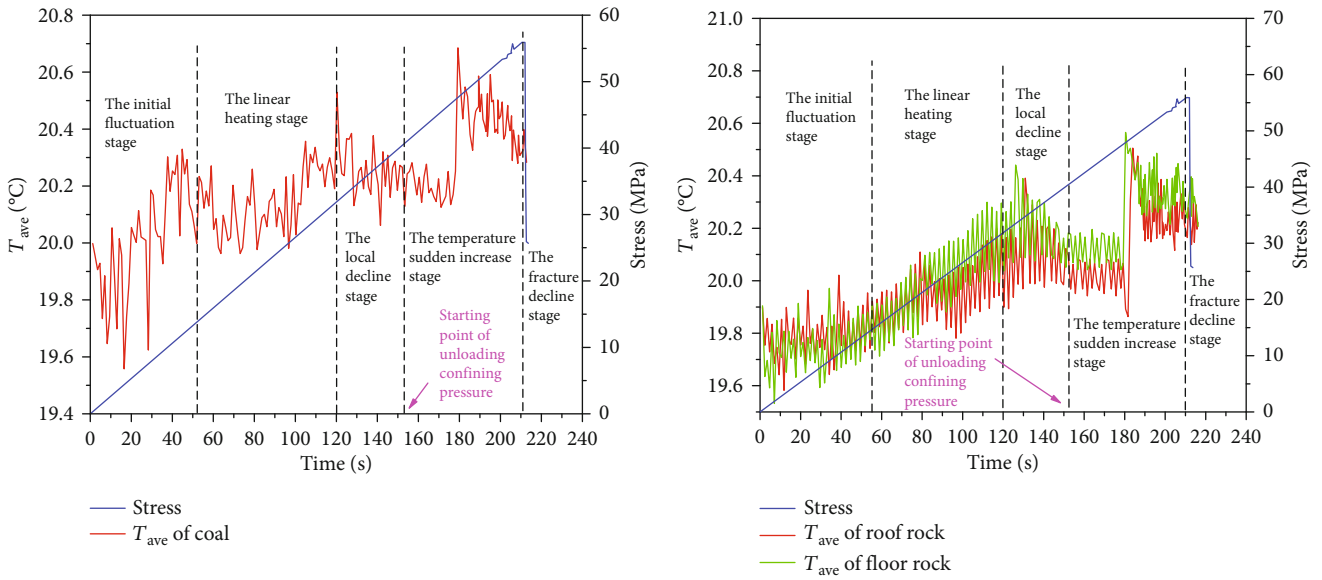 20.8
20.6
20.4
20.2
20.0
19.8
19.6
19.4
T_ave (°C)
60
50
40
30
20
10
0
Stress (MPa)
0 20 40 60 80 100 120 140 160 180 200 220 240
Time (s)
The initial
fluctuation
stage
The linear
heating stage
The
local
decline
stage
The temperature
sudden increase
stage
The
fracture
decline
stage
Starting
point of
unloading
confining
pressure
Stress
T_ave of coal
21.0
20.8
20.6
20.4
20.2
20.0
19.8
19.6
T_ave (°C)
70
60
50
40
30
20
10
0
Stress (MPa)
0 20 40 60 80 100 120 140 160 180 200 220 240
Time (s)
The initial
fluctuation
stage
The linear
heating stage
The
local
decline
stage
The temperature
sudden increase
stage
The
fracture
decline
stage
Starting point
of unloading
confining
pressure
Stress
T_ave of roof rock
T_ave of floor rock